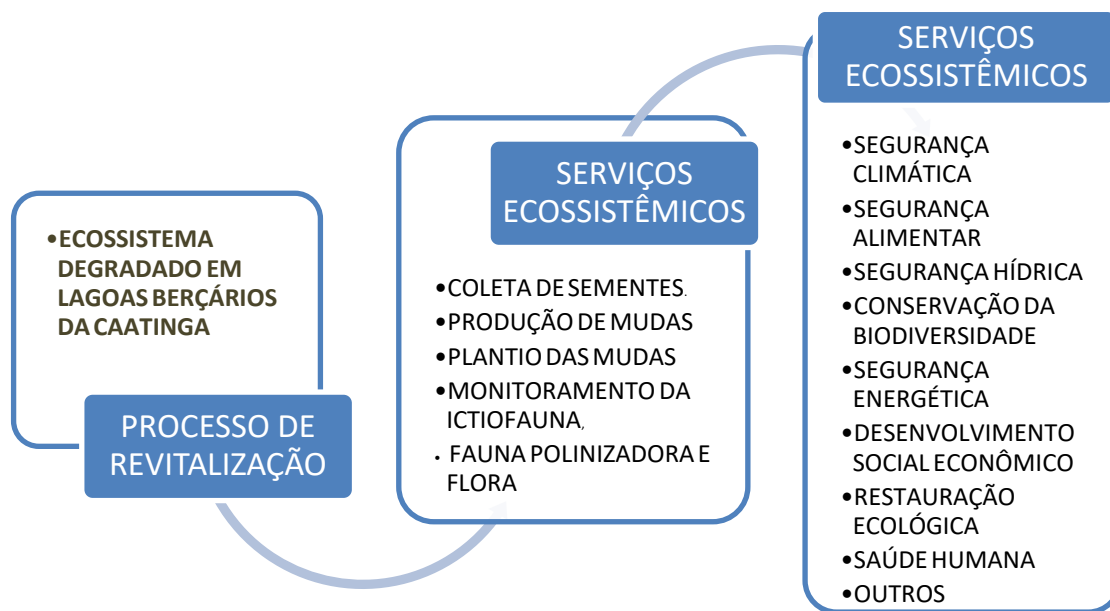 •ECOSSISTEMA
DEGRADADO EM
LAGOAS BERÇÁRIOS
DA CAATINGA
PROCESSO DE
REVITALIZAÇÃO
SERVIÇOS
ECOSSISTÊMICOS
•COLETA DE SEMENTES.
•PRODUÇÃO DE MUDAS
•PLANTIO DAS MUDAS
•MONITORAMENTO DA
ICTIOFAUNA,
• FAUNA POLINIZADORA E
FLORA
SERVIÇOS
ECOSSISTÊMICOS
•SEGURANÇA
CLIMÁTICA
•SEGURANÇA
ALIMENTAR
•SEGURANÇA HÍDRICA
•CONSERVAÇÃO DA
BIODIVERSIDADE
•SEGURANÇA
ENERGÉTICA
•DESENVOLVIMENTO
SOCIAL ECONÔMICO
•RESTAURAÇÃO
ECOLÓGICA
•SAÚDE HUMANA
•OUTROS